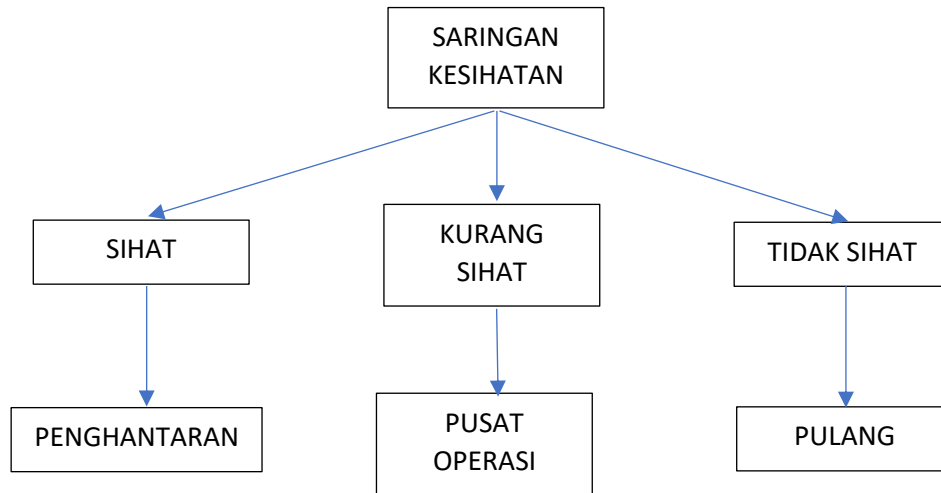 SARINGAN
KESIHATAN
SIHAT
KURANG
SIHAT
TIDAK SIHAT
PENGHANTARAN
PUSAT
OPERASI
PULANG